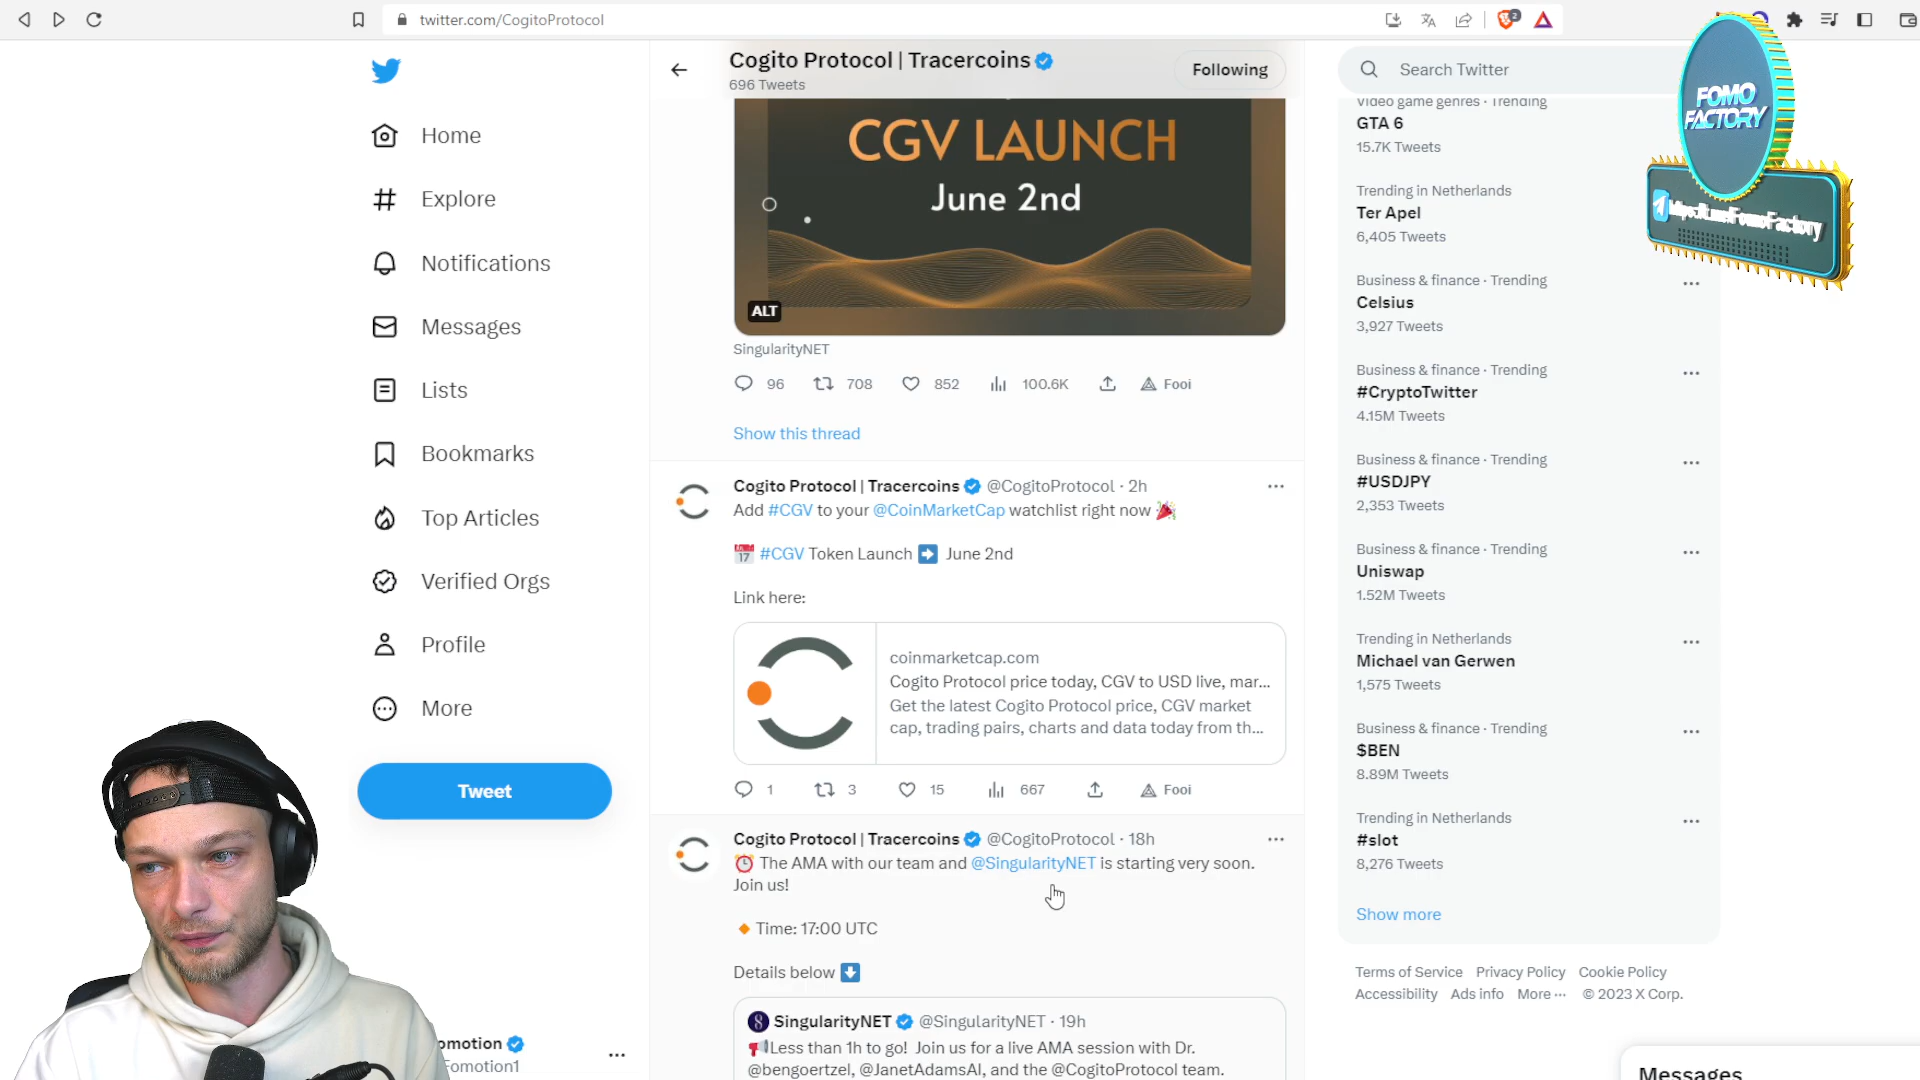 twitter.com/CogitoProtocol
2
Home
Explore
Notifications
Messages
Lists
Bookmarks
Top Articles
Verified Orgs
Profile
More
Tweet
omotion
Fomotion1
Cogito Protocol | Tracercoins
696 Tweets
Following
CGV LAUNCH
June 2nd
ALT
SingularityNET
96
708
852
100.6K
Fooi
Show this thread
Cogito Protocol | Tracercoins @CogitoProtocol · 2h
Add #CGV to your @CoinMarketCap watchlist right now
17 #CGV Token Launch June 2nd
Link here:
coinmarketcap.com
Cogito Protocol price today, CGV to USD live, mar...
Get the latest Cogito Protocol price, CGV market
cap, trading pairs, charts and data today from th...
1
3
15
667
Fooi
Cogito Protocol | Tracercoins @CogitoProtocol · 18h
The AMA with our team and @SingularityNET is starting very soon.
Join us!
Time: 17:00 UTC
Details below
SingularityNET @SingularityNET · 19h
Less than 1h to go! Join us for a live AMA session with Dr.
@bengoertzel, @JanetAdamsAI, and the @CogitoProtocol team.
Search Twitter
Video game genres · Trending
GTA 6
15.7K Tweets
Trending in Netherlands
Ter Apel
6,405 Tweets
Business & finance · Trending
Celsius
3,927 Tweets
Business & finance · Trending
#CryptoTwitter
4.15M Tweets
Business & finance · Trending
#USDJPY
2,353 Tweets
Business & finance · Trending
Uniswap
1.52M Tweets
Trending in Netherlands
Michael van Gerwen
1,575 Tweets
Business & finance · Trending
$BEN
8.89M Tweets
Trending in Netherlands
#slot
8,276 Tweets
Show more
Terms of Service Privacy Policy Cookie Policy
Accessibility Ads info More ··· © 2023 X Corp.
Messages
FOMO
FACTORY